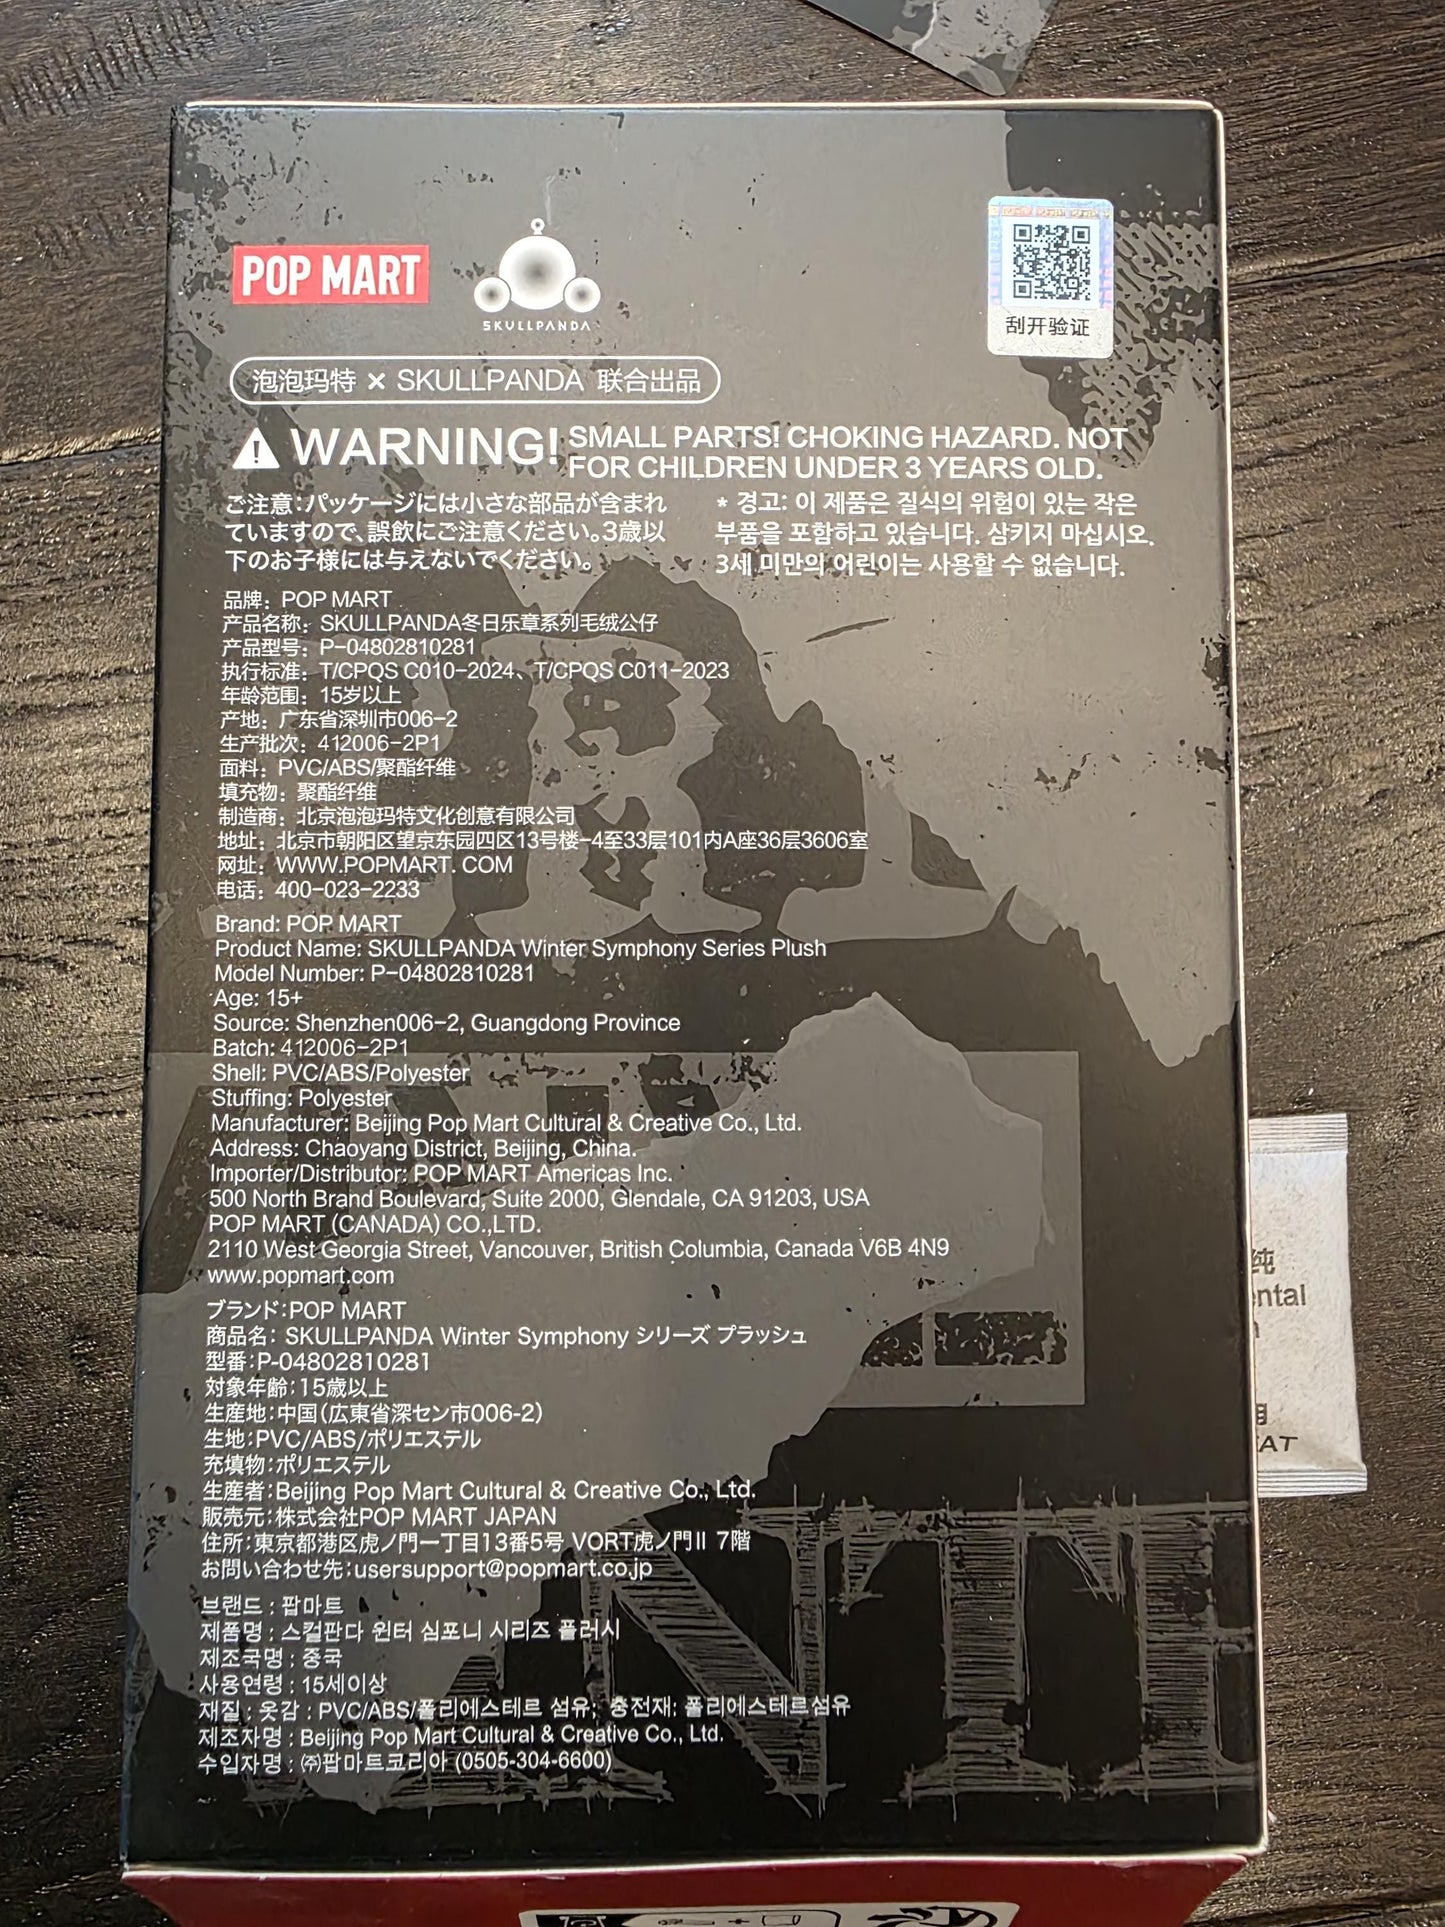 POP MART
SKULLPANDA
刮开验证
泡泡玛特 × SKULLPANDA 联合出品
WARNING! SMALL PARTS! CHOKING HAZARD. NOT
FOR CHILDREN UNDER 3 YEARS OLD.
ご注意:パッケージには小さな部品が含まれ
ていますので、誤飲にご注意ください。3歳以
下のお子様には与えないでください。
* 경고: 이 제품은 질식의 위험이 있는 작은
부품을 포함하고 있습니다. 삼키지 마십시오.
3세 미만의 어린이는 사용할 수 없습니다.
品牌：POP MART
产品名称：SKULLPANDA冬日乐章系列毛绒公仔
产品型号：P-04802810281
执行标准：T/CPQS C010-2024、T/CPQS C011-2023
年龄范围：15岁以上
产地：广东省深圳市006-2
生产批次：412006-2P1
面料：PVC/ABS/聚酯纤维
填充物：聚酯纤维
制造商：北京泡泡玛特文化创意有限公司
地址：北京市朝阳区望京东园四区13号楼-4至33层101内A座36层3606室
网址：WWW.POPMART.COM
电话：400-023-2233
Brand: POP MART
Product Name: SKULLPANDA Winter Symphony Series Plush
Model Number: P-04802810281
Age: 15+
Source: Shenzhen006-2, Guangdong Province
Batch: 412006-2P1
Shell: PVC/ABS/Polyester
Stuffing: Polyester
Manufacturer: Beijing Pop Mart Cultural & Creative Co., Ltd.
Address: Chaoyang District, Beijing, China.
Importer/Distributor: POP MART Americas Inc.
500 North Brand Boulevard, Suite 2000, Glendale, CA 91203, USA
POP MART (CANADA) CO.,LTD.
2110 West Georgia Street, Vancouver, British Columbia, Canada V6B 4N9
www.popmart.com
ブランド:POP MART
商品名: SKULLPANDA Winter Symphony シリーズ プラッシュ
型番:P-04802810281
対象年齢:15歳以上
生産地:中国(広東省深セン市006-2)
生地:PVC/ABS/ポリエステル
充填物:ポリエステル
生産者:Beijing Pop Mart Cultural & Creative Co., Ltd.
販売元:株式会社POP MART JAPAN
住所:東京都港区虎ノ門一丁目13番5号 VORT虎ノ門Ⅱ 7階
お問い合わせ先:usersupport@popmart.co.jp
브랜드 : 팝마트
제품명 : 스컬판다 윈터 심포니 시리즈 플러시
제조국명 : 중국
사용연령 : 15세이상
재질 : 옷감 : PVC/ABS/폴리에스테르 섬유; 충전재: 폴리에스테르섬유
제조자명 : Beijing Pop Mart Cultural & Creative Co., Ltd.
수입자명 : ㈜팝마트코리아 (0505-304-6600)